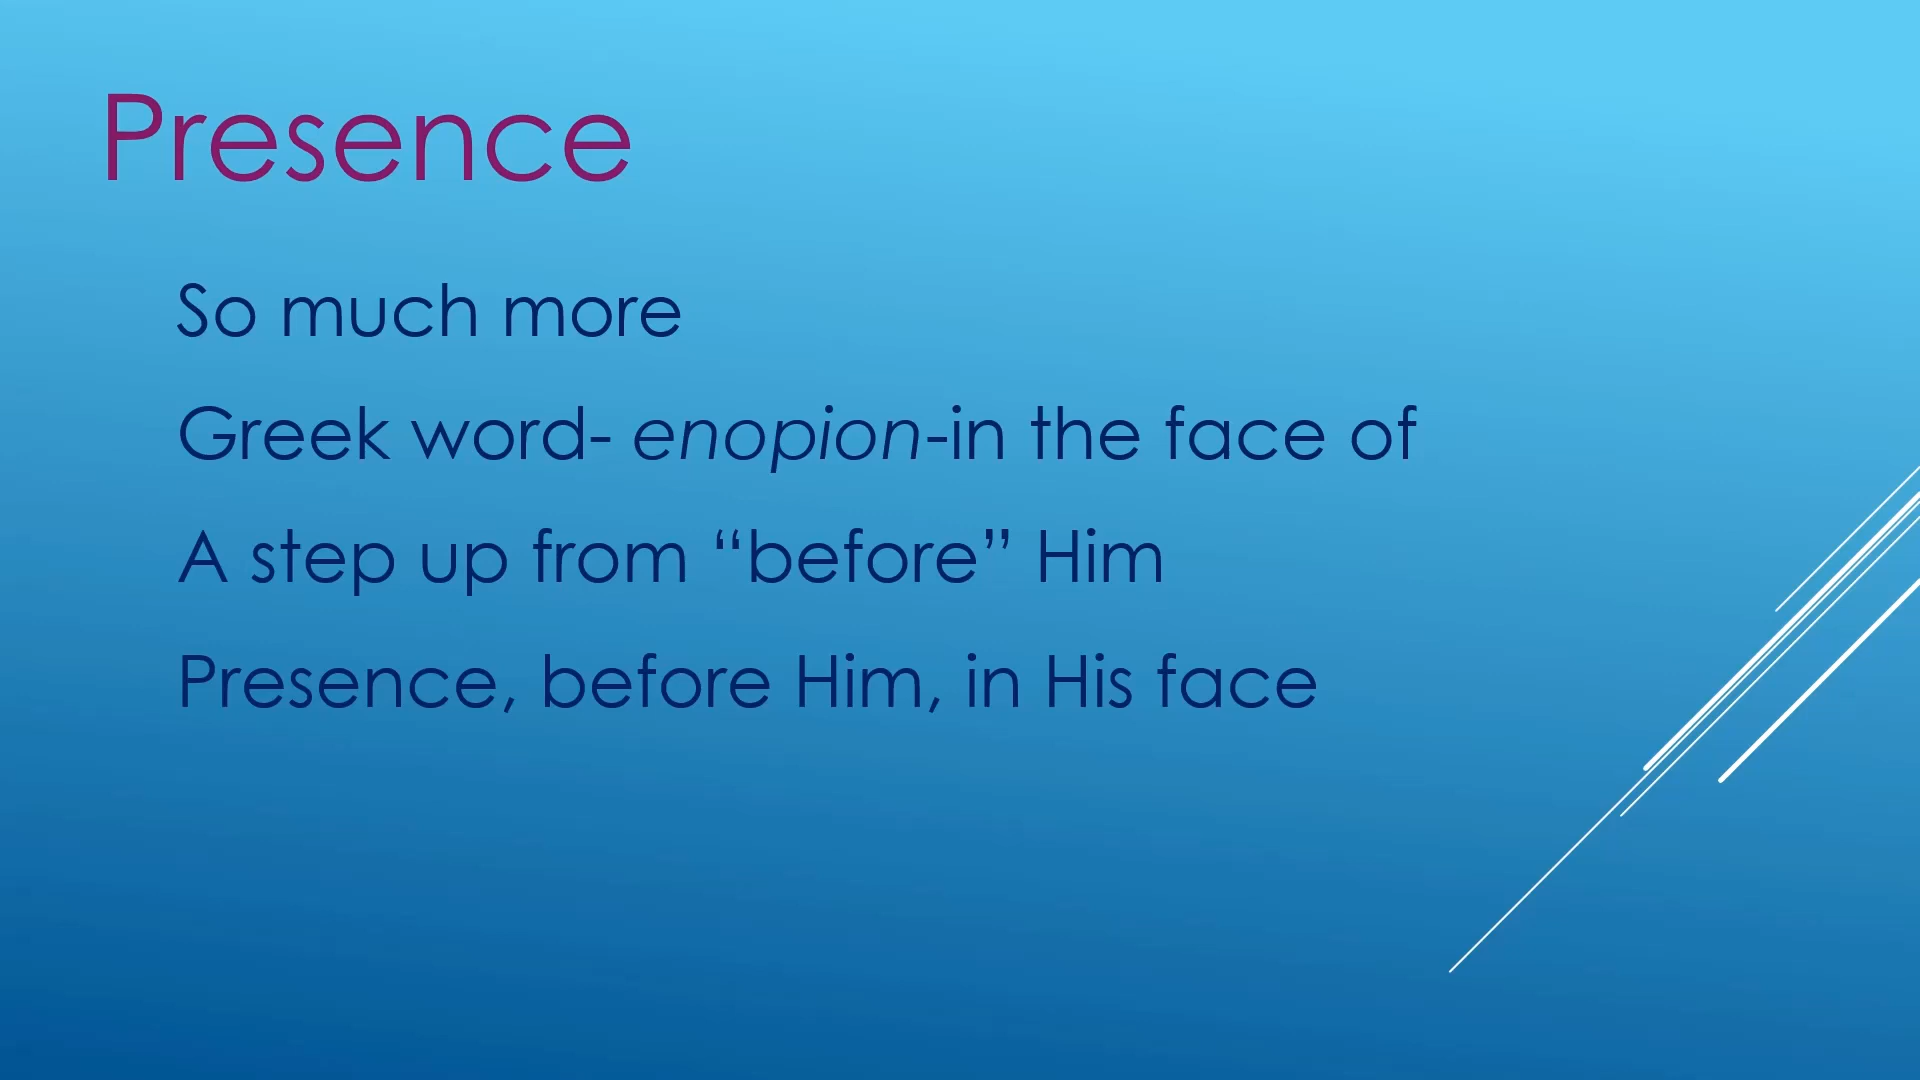 Presence
So much more
Greek word- enopion-in the face of
A step up from “before” Him
Presence, before Him, in His face